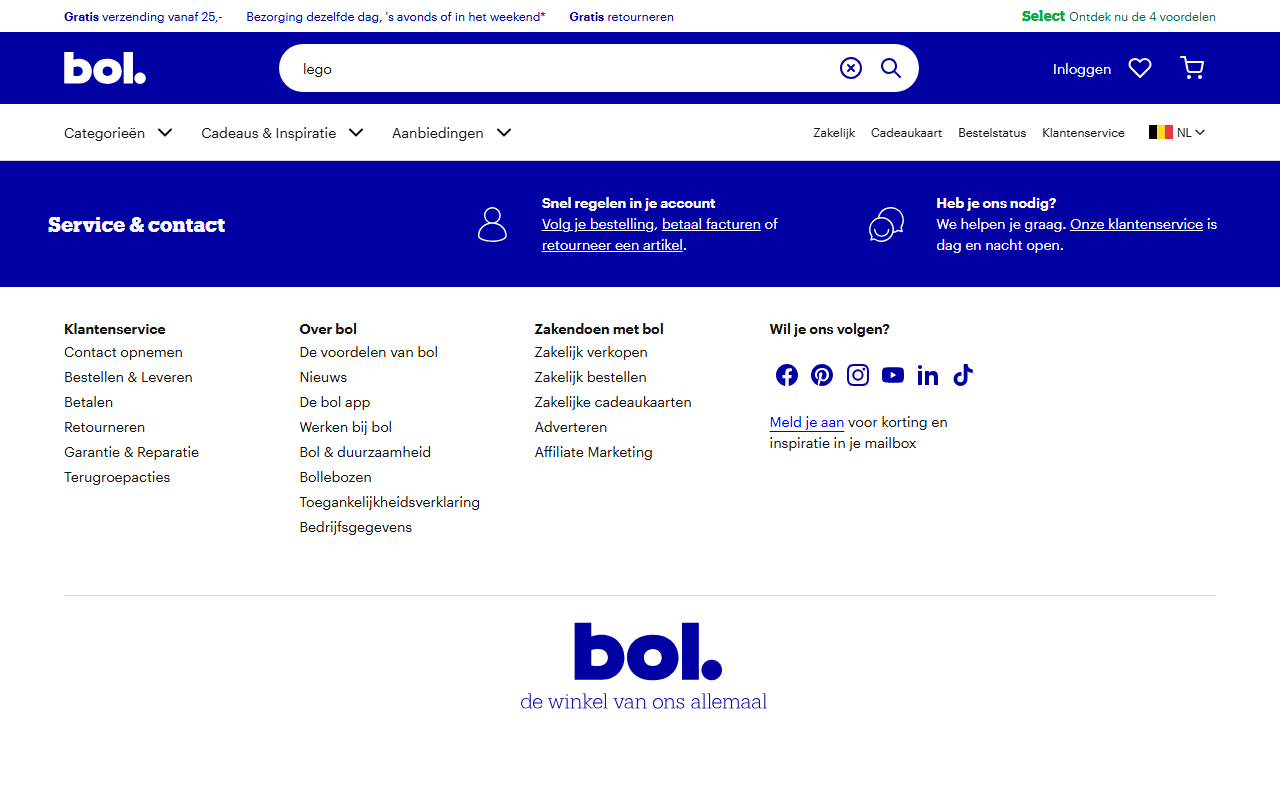 Gratis verzending vanaf 25,-
Bezorging dezelfde dag, 's avonds of in het weekend*
Gratis retourneren
Select Ontdek nu de 4 voordelen
bol.
lego
Inloggen
Categorieën
Cadeaus & Inspiratie
Aanbiedingen
Zakelijk
Cadeaukaart
Bestelstatus
Klantenservice
NL
Service & contact
Snel regelen in je account
Volg je bestelling, betaal facturen of
retourneer een artikel.
Heb je ons nodig?
We helpen je graag. Onze klantenservice is
dag en nacht open.
Klantenservice
Contact opnemen
Bestellen & Leveren
Betalen
Retourneren
Garantie & Reparatie
Terugroepacties
Over bol
De voordelen van bol
Nieuws
De bol app
Werken bij bol
Bol & duurzaamheid
Bollebozen
Toegankelijkheidsverklaring
Bedrijfsgegevens
Zakendoen met bol
Zakelijk verkopen
Zakelijk bestellen
Zakelijke cadeaukaarten
Adverteren
Affiliate Marketing
Wil je ons volgen?
Meld je aan voor korting en
inspiratie in je mailbox
bol.
de winkel van ons allemaal